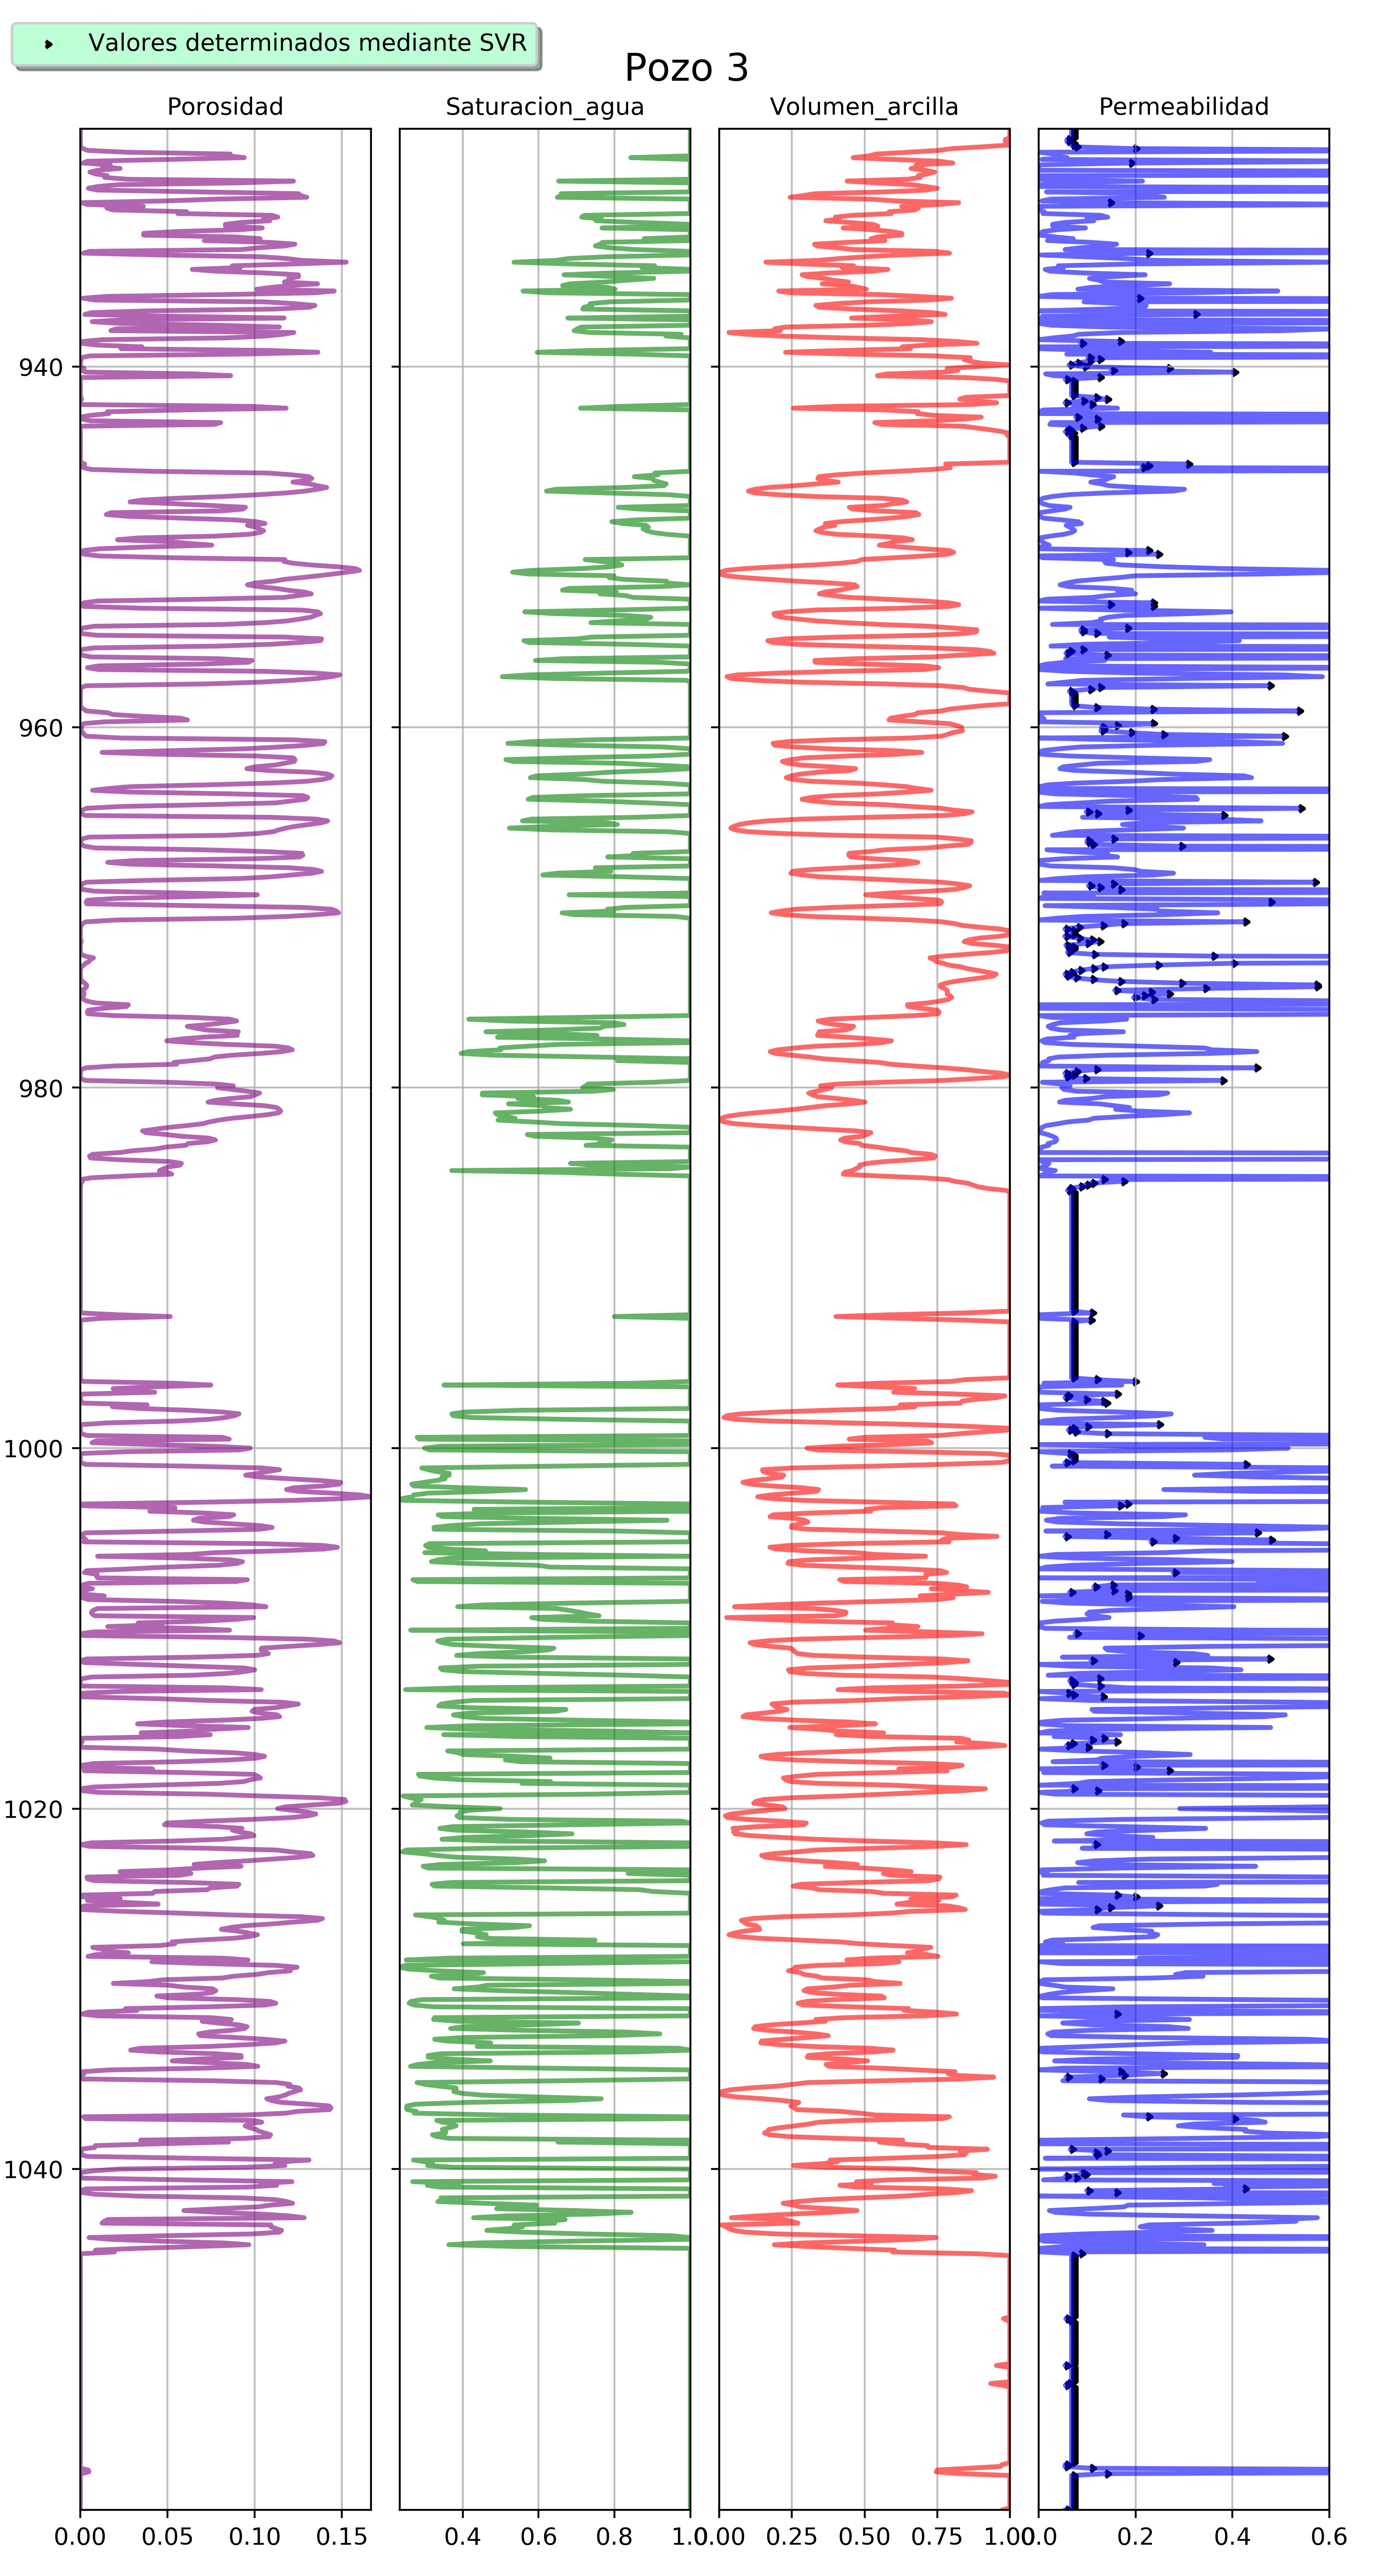 Valores determinados mediante SVR
Pozo 3
Porosidad Saturacion_agua Volumen_arcilla Permeabilidad
940
960
980
1000
1020
1040
0.00 0.05 0.10 0.15 0.4 0.6 0.8 1.0 0.00 0.25 0.50 0.75 1.00 0.0 0.2 0.4 0.6